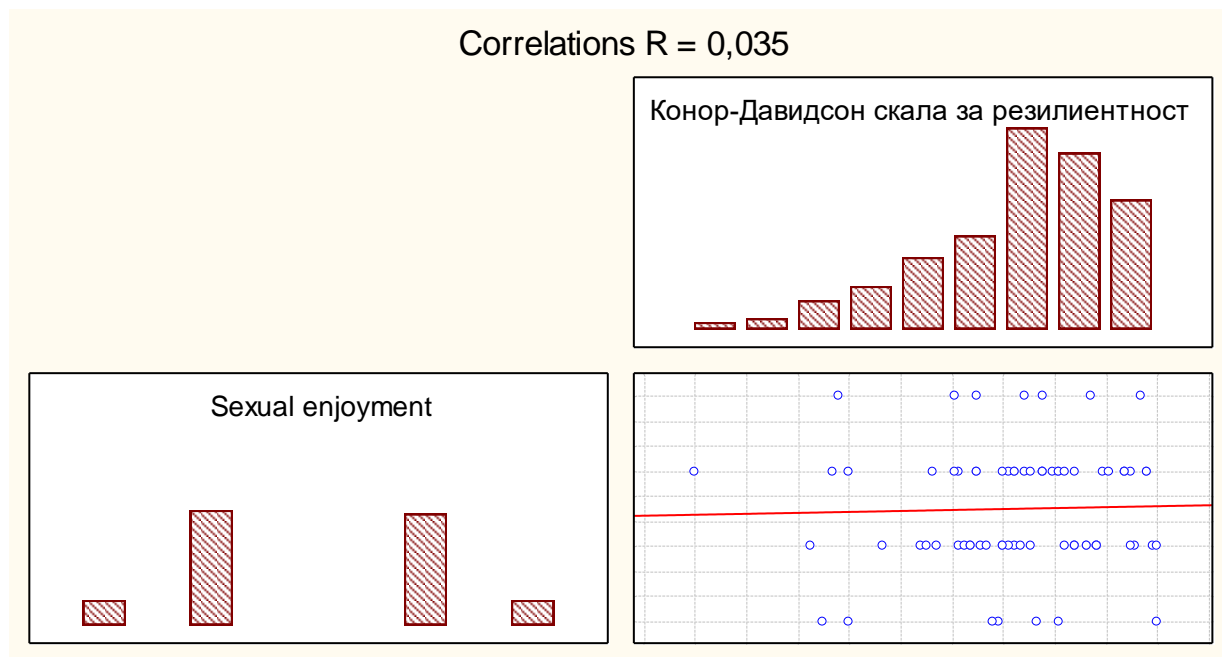 Correlations R = 0,035
Конор-Давидсон скала за резилиентност
Sexual enjoyment